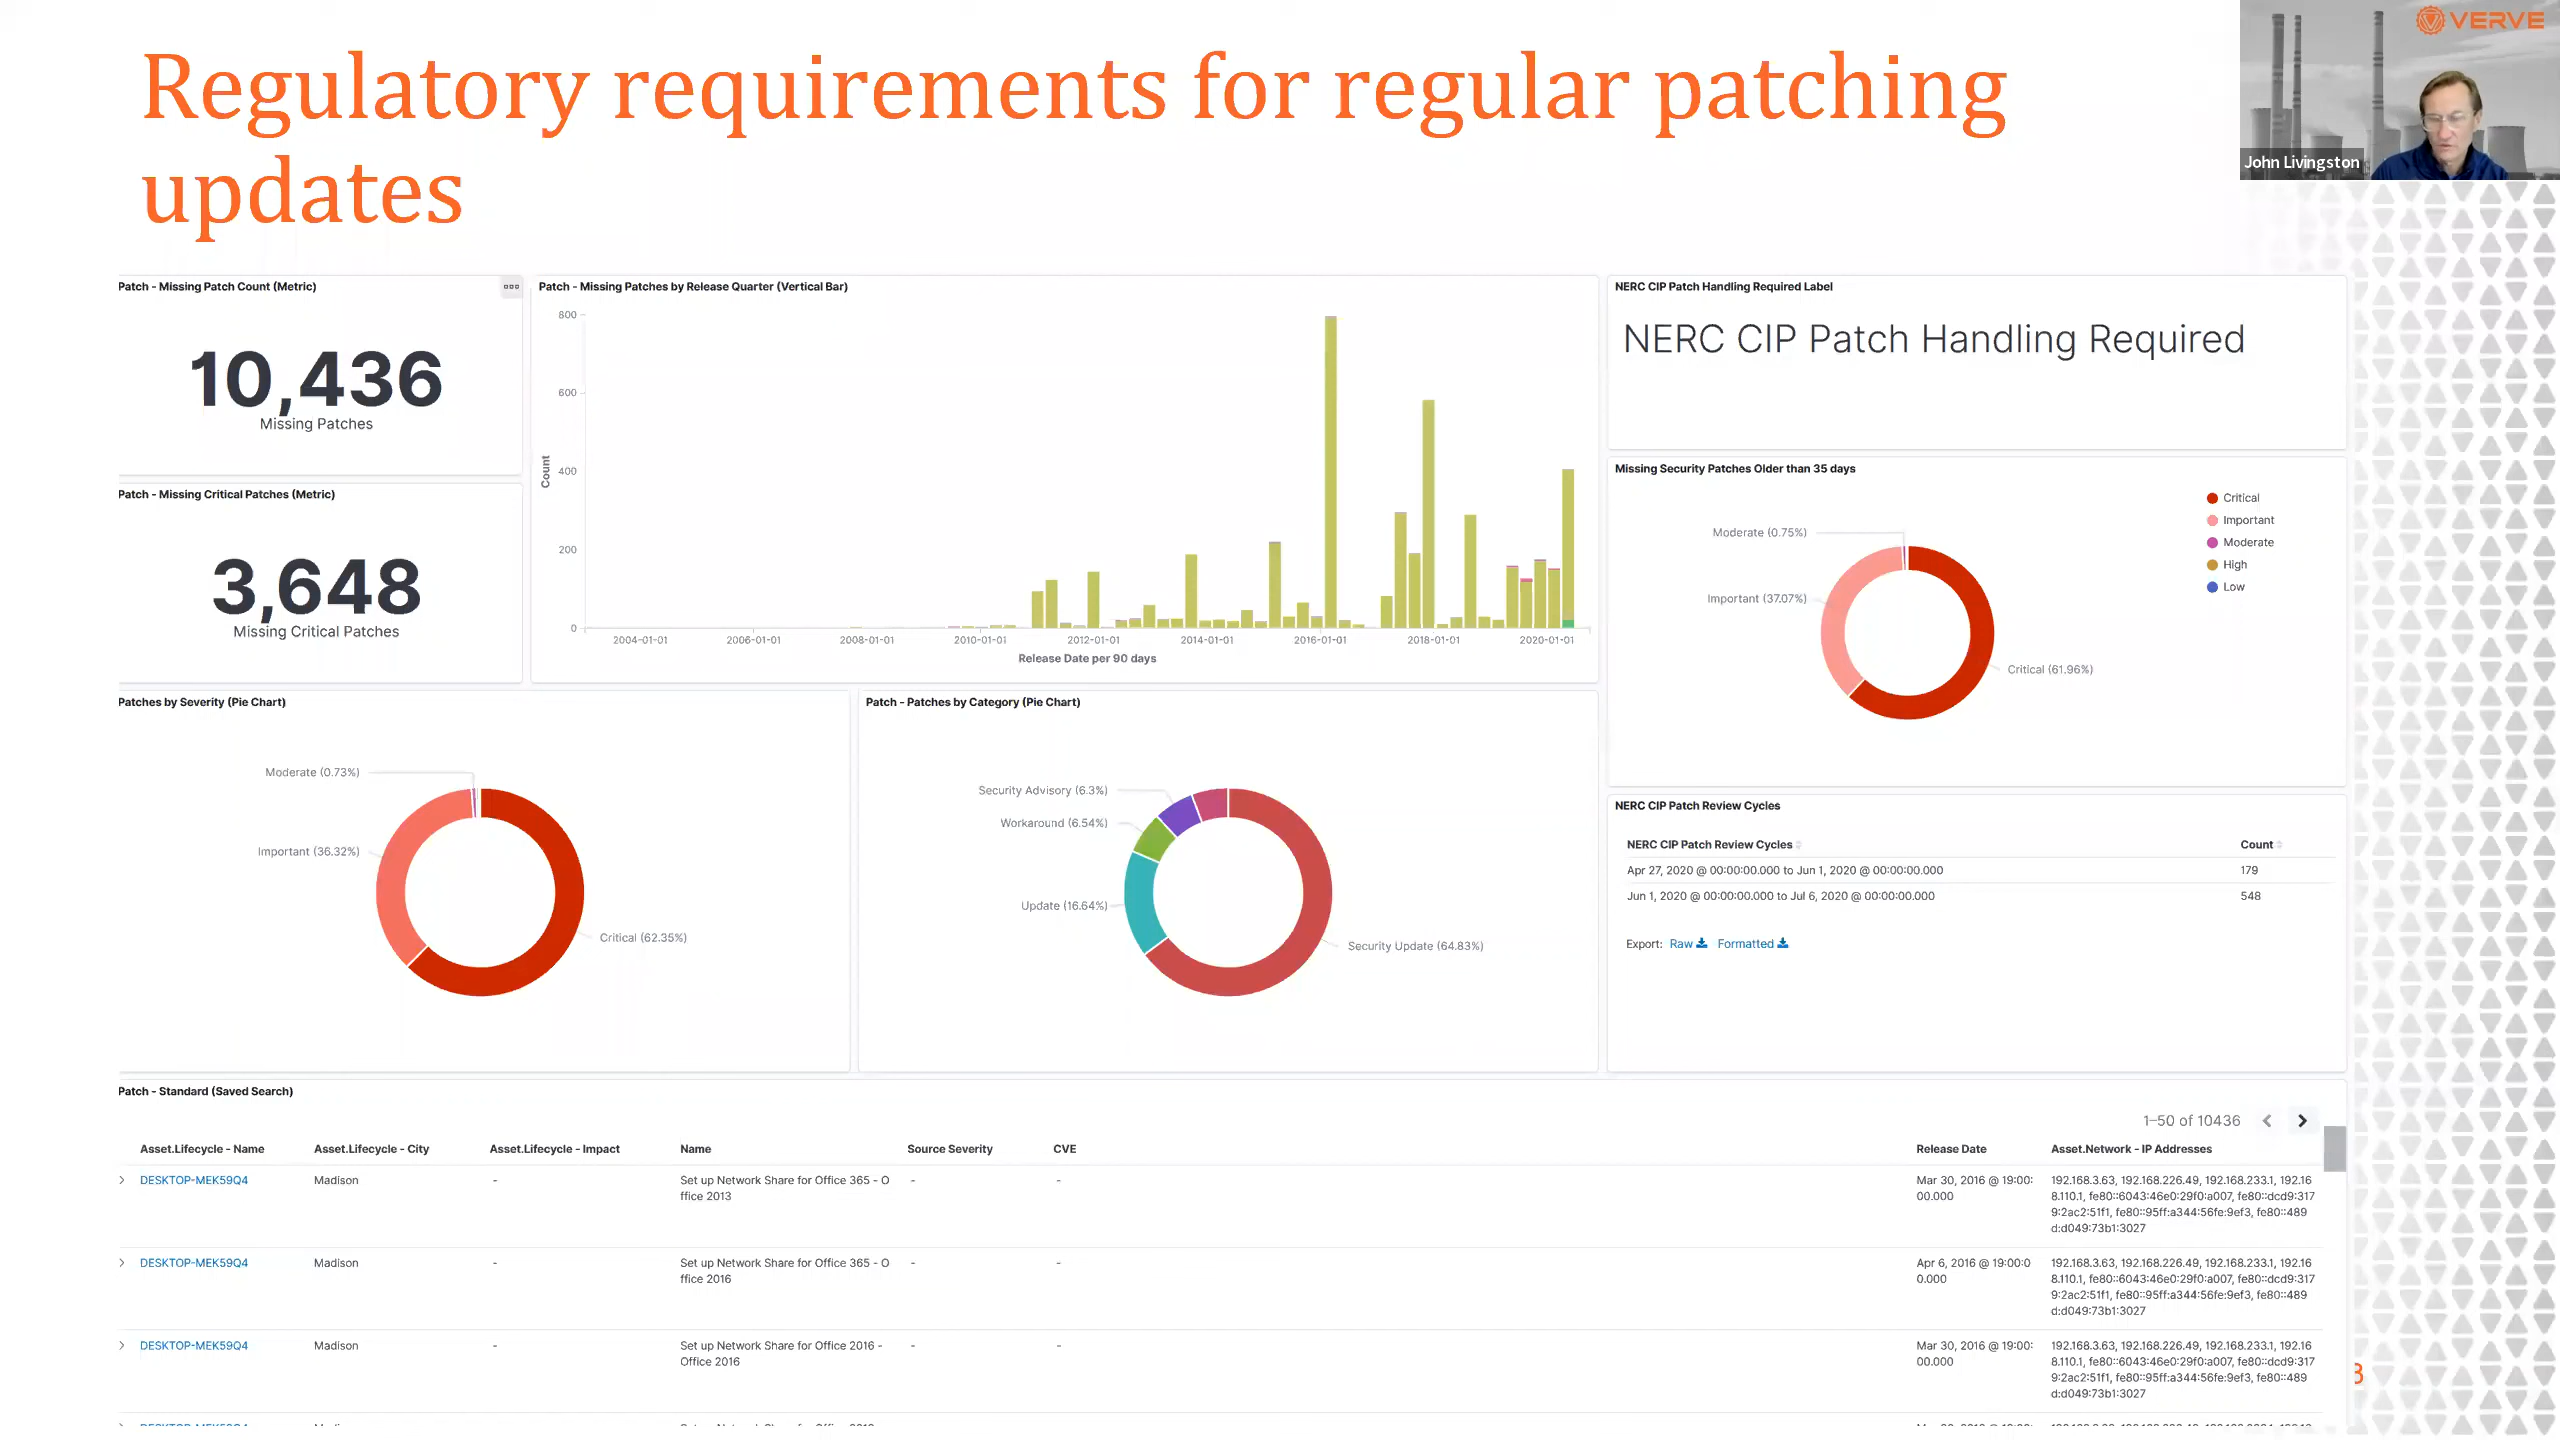 Regulatory requirements for regular patching
updates
VERVE
John Livingston
Patch - Missing Patch Count (Metric)
10,436
Missing Patches
Patch - Missing Critical Patches (Metric)
3,648
Missing Critical Patches
Patch - Missing Patches by Release Quarter (Vertical Bar)
800
600
400
200
0
Count
2004-01-01 2006-01-01 2008-01-01 2010-01-01 2012-01-01 2014-01-01 2016-01-01 2018-01-01 2020-01-01
Release Date per 90 days
NERC CIP Patch Handling Required Label
NERC CIP Patch Handling Required
Missing Security Patches Older than 35 days
Moderate (0.75%)
Important (37.07%)
Critical (61.96%)
Critical
Important
Moderate
High
Low
Patches by Severity (Pie Chart)
Moderate (0.73%)
Important (36.32%)
Critical (62.35%)
Patch - Patches by Category (Pie Chart)
Security Advisory (6.3%)
Workaround (6.54%)
Update (16.64%)
Security Update (64.83%)
NERC CIP Patch Review Cycles
NERC CIP Patch Review Cycles Count
Apr 27, 2020 @ 00:00:00.000 to Jun 1, 2020 @ 00:00:00.000 179
Jun 1, 2020 @ 00:00:00.000 to Jul 6, 2020 @ 00:00:00.000 548
Export: Raw Formatted
Patch - Standard (Saved Search)
1–50 of 10436
Asset.Lifecycle - Name Asset.Lifecycle - City Asset.Lifecycle - Impact Name Source Severity CVE Release Date Asset.Network - IP Addresses
DESKTOP-MEK59Q4 Madison - Set up Network Share for Office 365 - O - - Mar 30, 2016 @ 19:00: 192.168.3.63, 192.168.226.49, 192.168.233.1, 192.16
ffice 2013 00.000 8.110.1, fe80::6043:46e0:29f0:a007, fe80::dcd9:317
9:2ac2:51f1, fe80::95ff:a344:56fe:9ef3, fe80::489
d:d049:73b1:3027
DESKTOP-MEK59Q4 Madison - Set up Network Share for Office 365 - O - - Apr 6, 2016 @ 19:00:0 192.168.3.63, 192.168.226.49, 192.168.233.1, 192.16
ffice 2016 0.000 8.110.1, fe80::6043:46e0:29f0:a007, fe80::dcd9:317
9:2ac2:51f1, fe80::95ff:a344:56fe:9ef3, fe80::489
d:d049:73b1:3027
DESKTOP-MEK59Q4 Madison - Set up Network Share for Office 2016 - - - Mar 30, 2016 @ 19:00: 192.168.3.63, 192.168.226.49, 192.168.233.1, 192.16
Office 2016 00.000 8.110.1, fe80::6043:46e0:29f0:a007, fe80::dcd9:317
9:2ac2:51f1, fe80::95ff:a344:56fe:9ef3, fe80::489
d:d049:73b1:3027